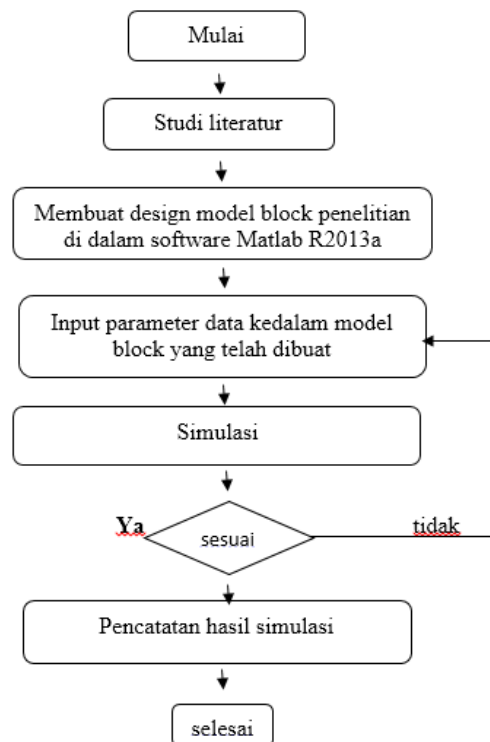 Mulai
Studi literatur
Membuat design model block penelitian
di dalam software Matlab R2013a
Input parameter data kedalam model
block yang telah dibuat
Simulasi
Ya
sesuai
tidak
Pencatatan hasil simulasi
selesai